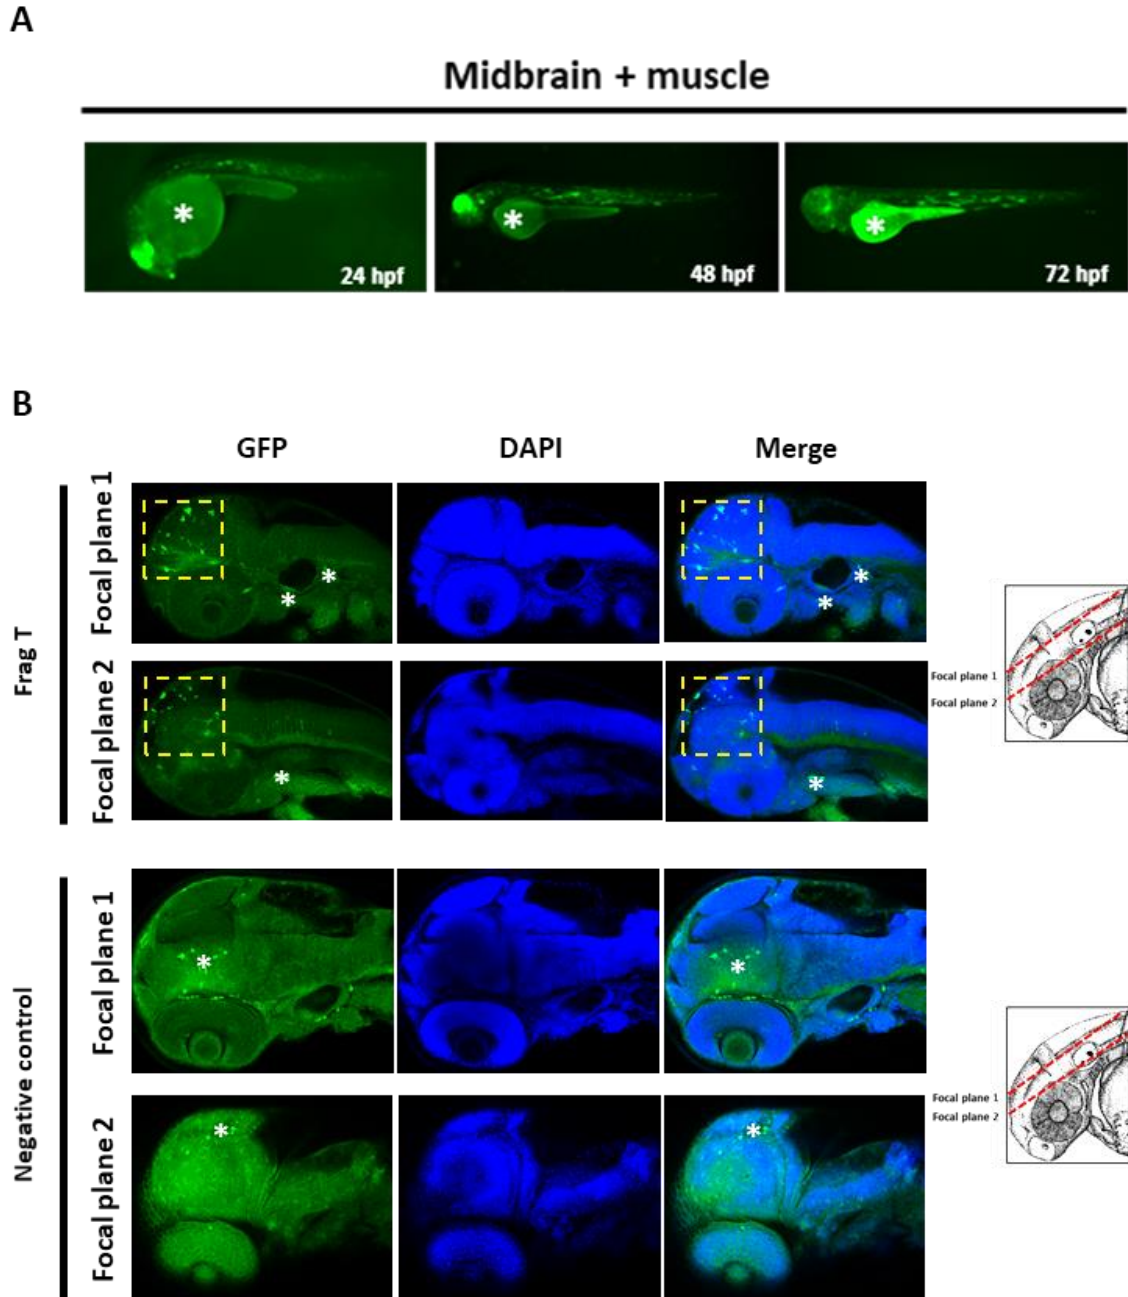 A
Midbrain + muscle
24 hpf
48 hpf
72 hpf
B
GFP
DAPI
Merge
Frag T
Focal plane 1
Focal plane 2
Focal plane 1
Focal plane 2
Negative control
Focal plane 1
Focal plane 2
Focal plane 1
Focal plane 2